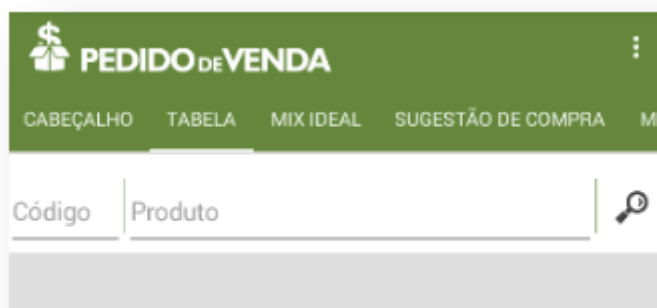 PEDIDO DE VENDA
CABEÇALHO TABELA MIX IDEAL SUGESTÃO DE COMPRA M
Código Produto